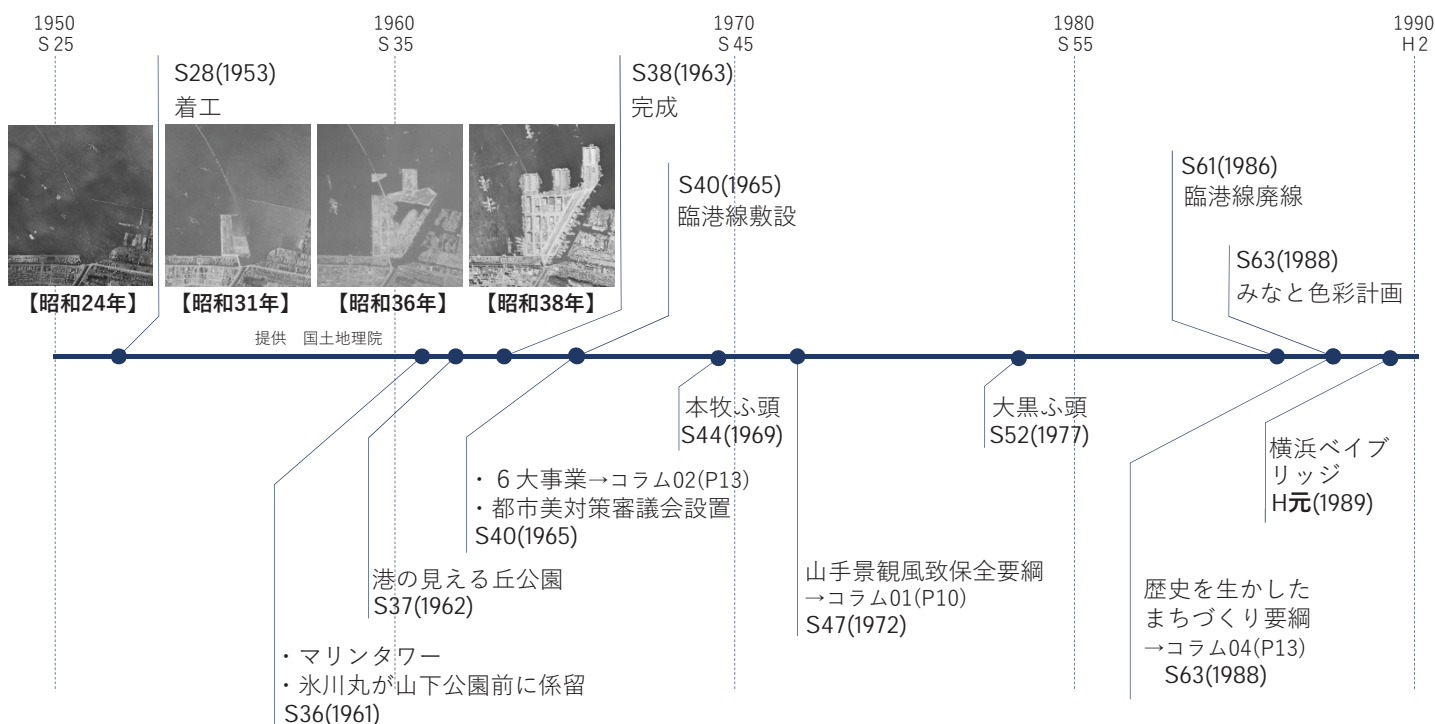 1950
S 25
1960
S 35
1970
S 45
1980
S 55
1990
H 2
S28(1953)
着工
S38(1963)
完成
S40(1965)
臨港線敷設
S61(1986)
臨港線廃線
S63(1988)
みなと色彩計画
【昭和24年】
【昭和31年】
【昭和36年】
【昭和38年】
提供　国土地理院
本牧ふ頭
S44(1969)
大黒ふ頭
S52(1977)
横浜ベイブ
リッジ
H元(1989)
・６大事業→コラム02(P13)
・都市美対策審議会設置
S40(1965)
港の見える丘公園
S37(1962)
山手景観風致保全要綱
→コラム01(P10)
S47(1972)
歴史を生かした
まちづくり要綱
→コラム04(P13)
S63(1988)
・マリンタワー
・氷川丸が山下公園前に係留
S36(1961)